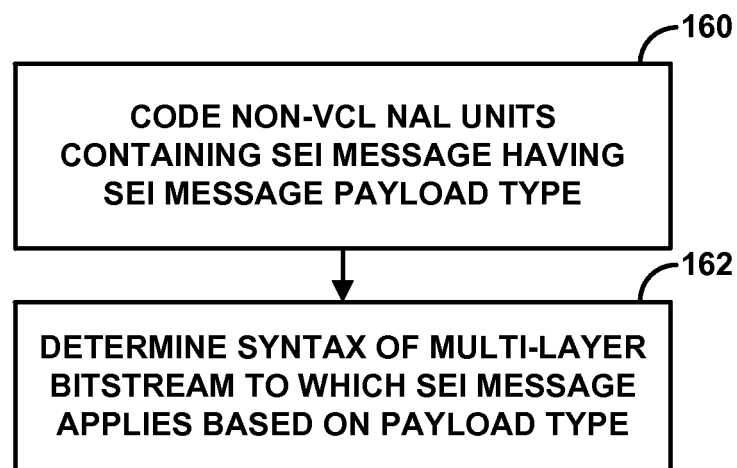 160
CODE NON-VCL NAL UNITS
CONTAINING SEI MESSAGE HAVING
SEI MESSAGE PAYLOAD TYPE
162
DETERMINE SYNTAX OF MULTI-LAYER
BITSTREAM TO WHICH SEI MESSAGE
APPLIES BASED ON PAYLOAD TYPE